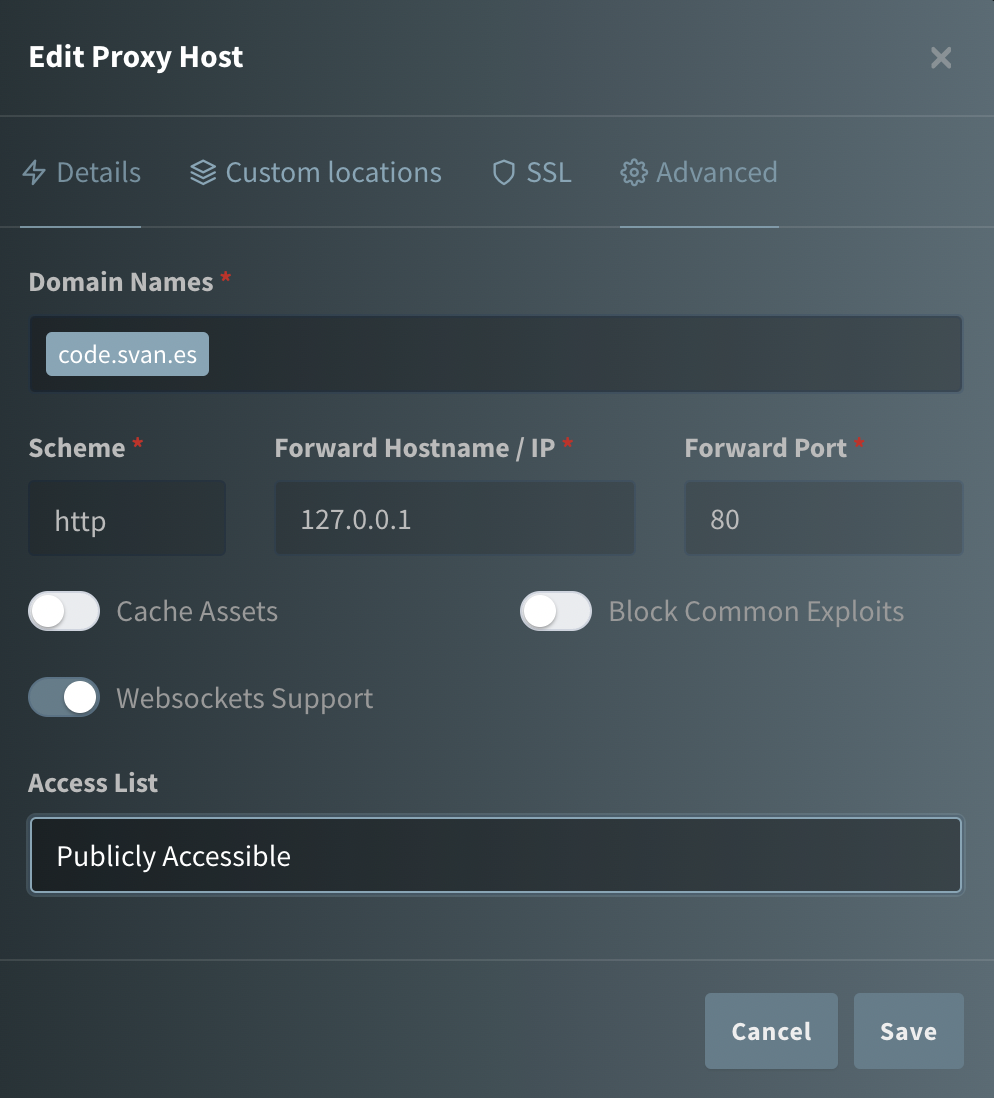 Edit Proxy Host
Details Custom locations SSL Advanced
Domain Names *
code.svan.es
Scheme * Forward Hostname / IP * Forward Port *
http 127.0.0.1 80
Cache Assets Block Common Exploits
Websockets Support
Access List
Publicly Accessible
Cancel Save